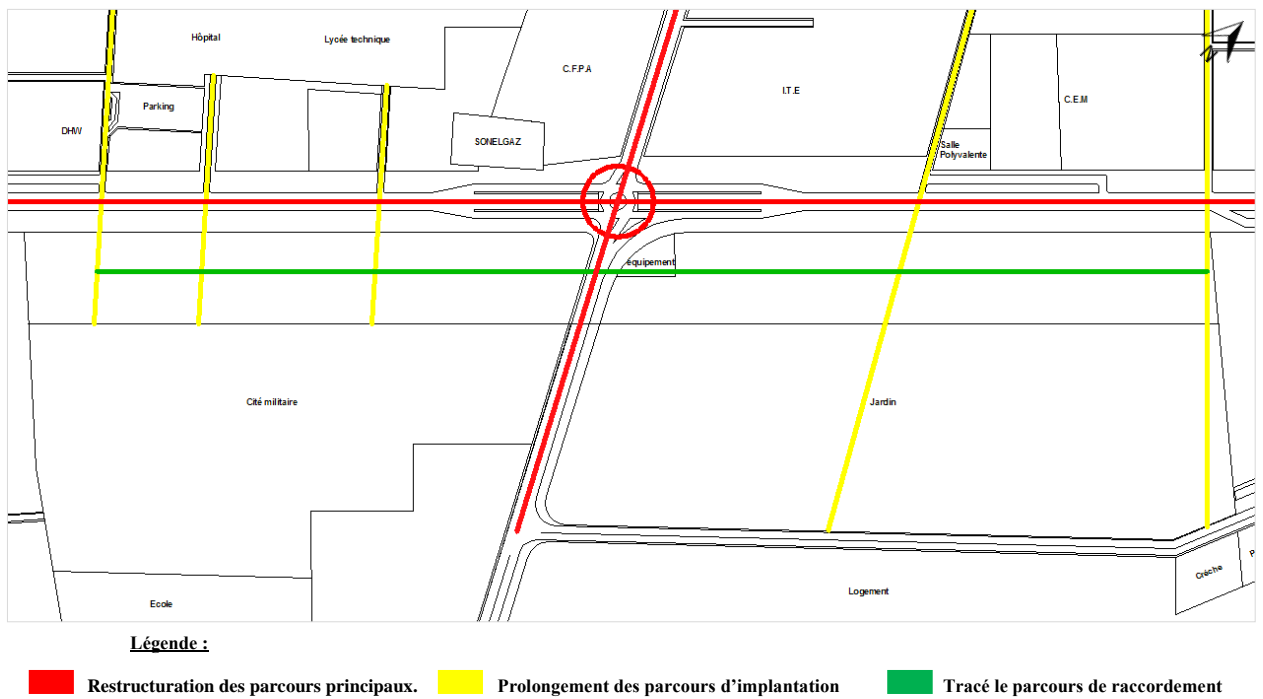 Hôpital
Lycée technique
C.F.P.A
I.T.E
C.E.M
Parking
DHW
SONELGAZ
Salle
Polyvalente
N
équipement
Cité militaire
Jardin
Ecole
Logement
Crèche
Légende :
Restructuration des parcours principaux.
Prolongement des parcours d'implantation
Tracé le parcours de raccordement